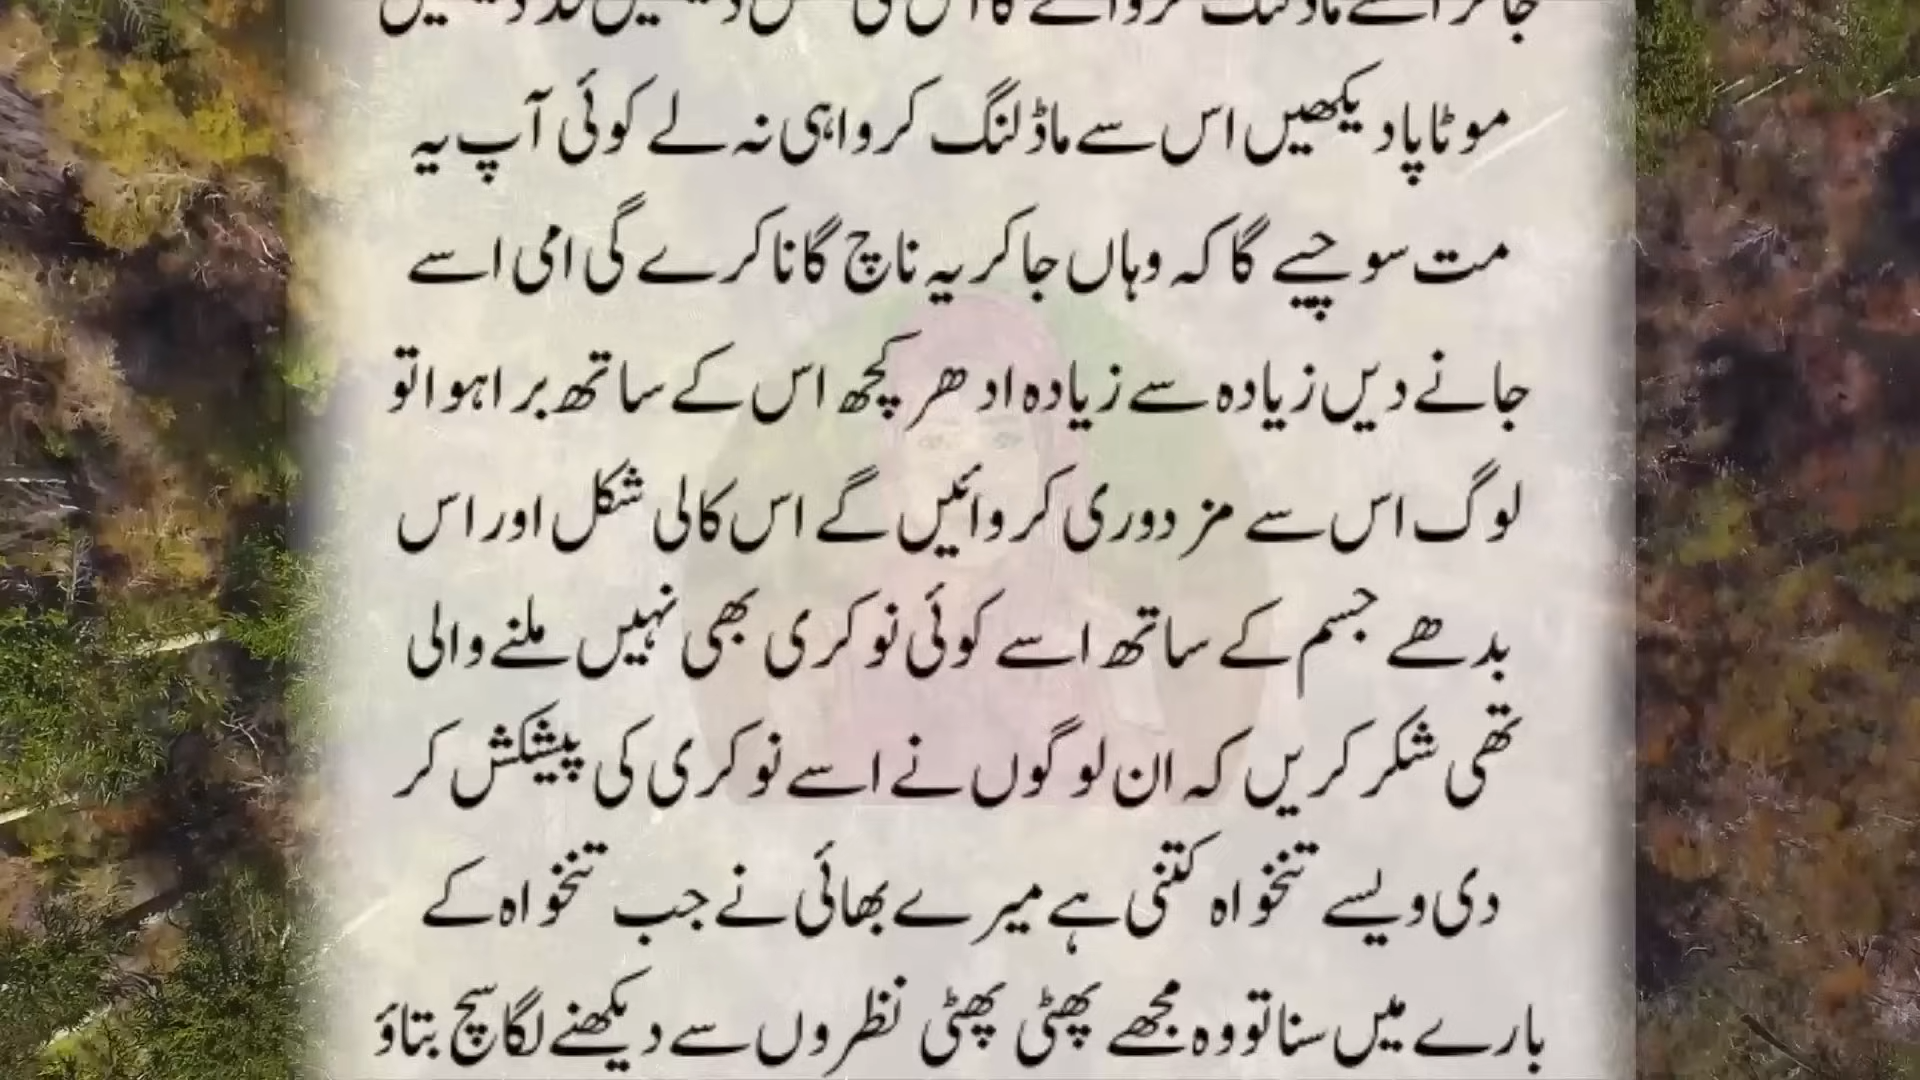 موٹاپا دیکھیں اس سے ماڈلنگ کروا ہی نہ لے کوئی آپ یہ
مت سوچیے گا کہ وہاں جا کر یہ ناچ گانا کرے گی امی اسے
جانے دیں زیادہ سے زیادہ ادھر کچھ اس کے ساتھ برا ہوا تو
لوگ اس سے مزدوری کروائیں گے اس کالی شکل اور اس
بدھے جسم کے ساتھ اسے کوئی نوکری بھی نہیں ملنے والی
تھی شکر کریں کہ ان لوگوں نے اسے نوکری کی پیشکش کر
دی ویسے تنخواہ کتنی ہے میرے بھائی نے جب تنخواہ کے
بارے میں سنا تو وہ مجھے پھٹی پھٹی نظروں سے دیکھنے لگا سچ بتاؤ